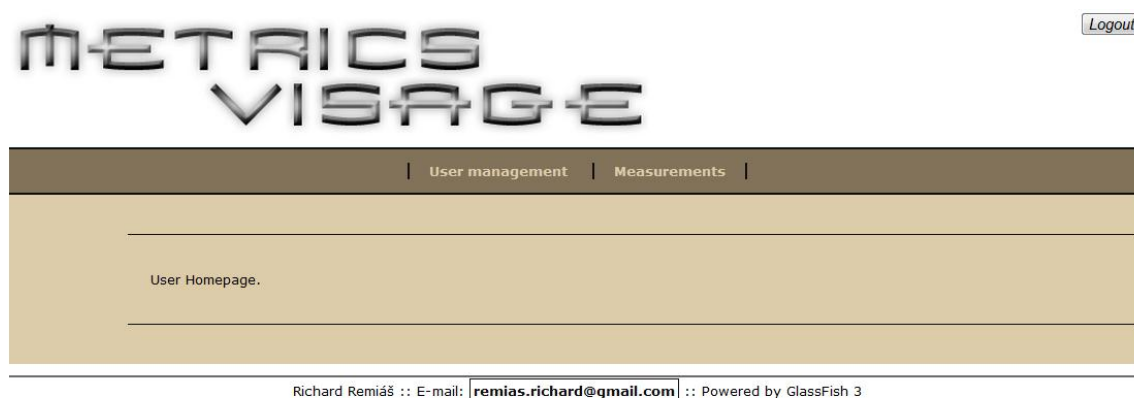 METRICS
VISAGE
Logout
| User management | Measurements |
User Homepage.
Richard Remiáš :: E-mail: remias.richard@gmail.com :: Powered by GlassFish 3